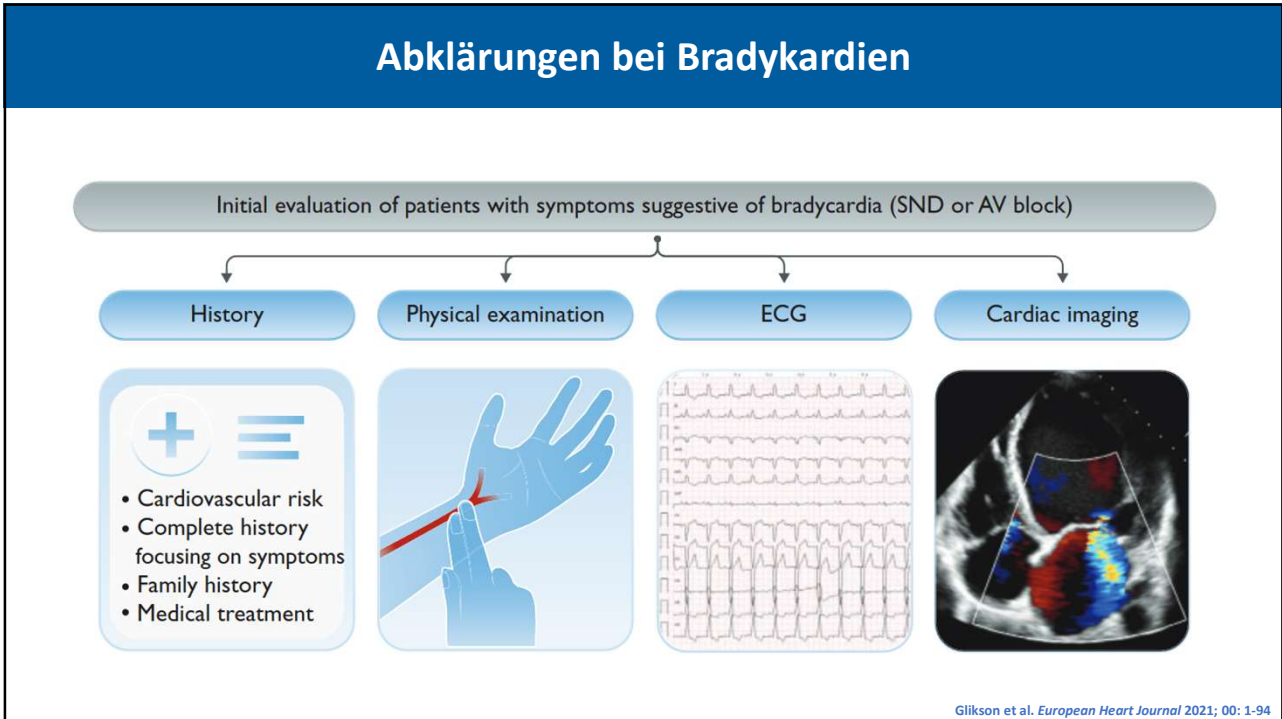 Abklärungen bei Bradykardien
Initial evaluation of patients with symptoms suggestive of bradycardia (SND or AV block)
History
Physical examination
ECG
Cardiac imaging
• Cardiovascular risk
• Complete history
focusing on symptoms
• Family history
• Medical treatment
Glikson et al. European Heart Journal 2021; 00: 1-94